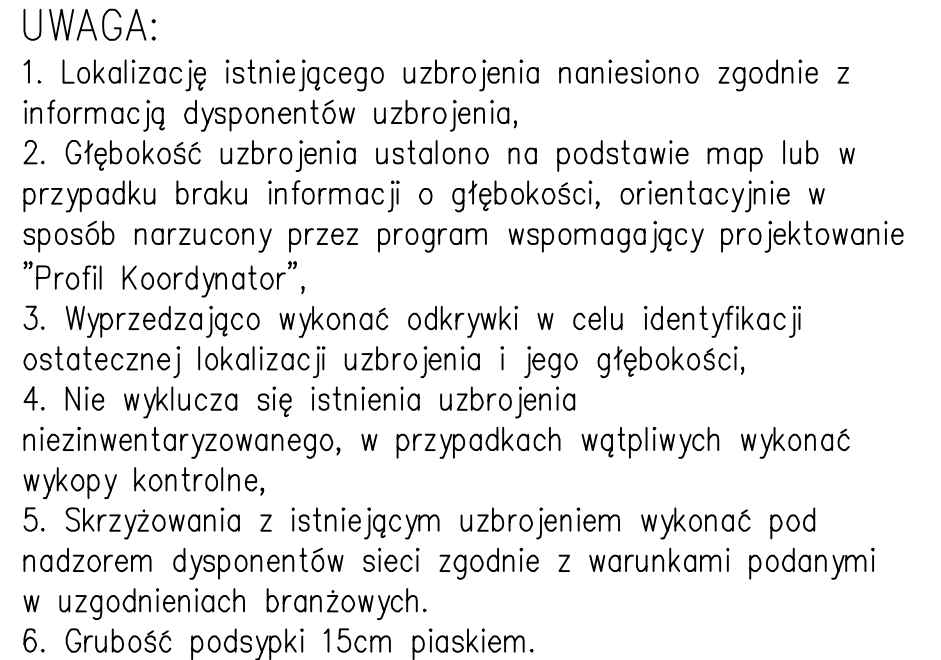 UWAGA:
1. Lokalizację istniejącego uzbrojenia naniesiono zgodnie z
informacją dysponentów uzbrojenia,
2. Głębokość uzbrojenia ustalono na podstawie map lub w
przypadku braku informacji o głębokości, orientacyjnie w
sposób narzucony przez program wspomagający projektowanie
"Profil Koordynator",
3. Wyprzedzająco wykonać odkrywki w celu identyfikacji
ostatecznej lokalizacji uzbrojenia i jego głębokości,
4. Nie wyklucza się istnienia uzbrojenia
niezinwentaryzowanego, w przypadkach wątpliwych wykonać
wykopy kontrolne,
5. Skrzyżowania z istniejącym uzbrojeniem wykonać pod
nadzorem dysponentów sieci zgodnie z warunkami podanymi
w uzgodnieniach branżowych.
6. Grubość podsypki 15cm piaskiem.